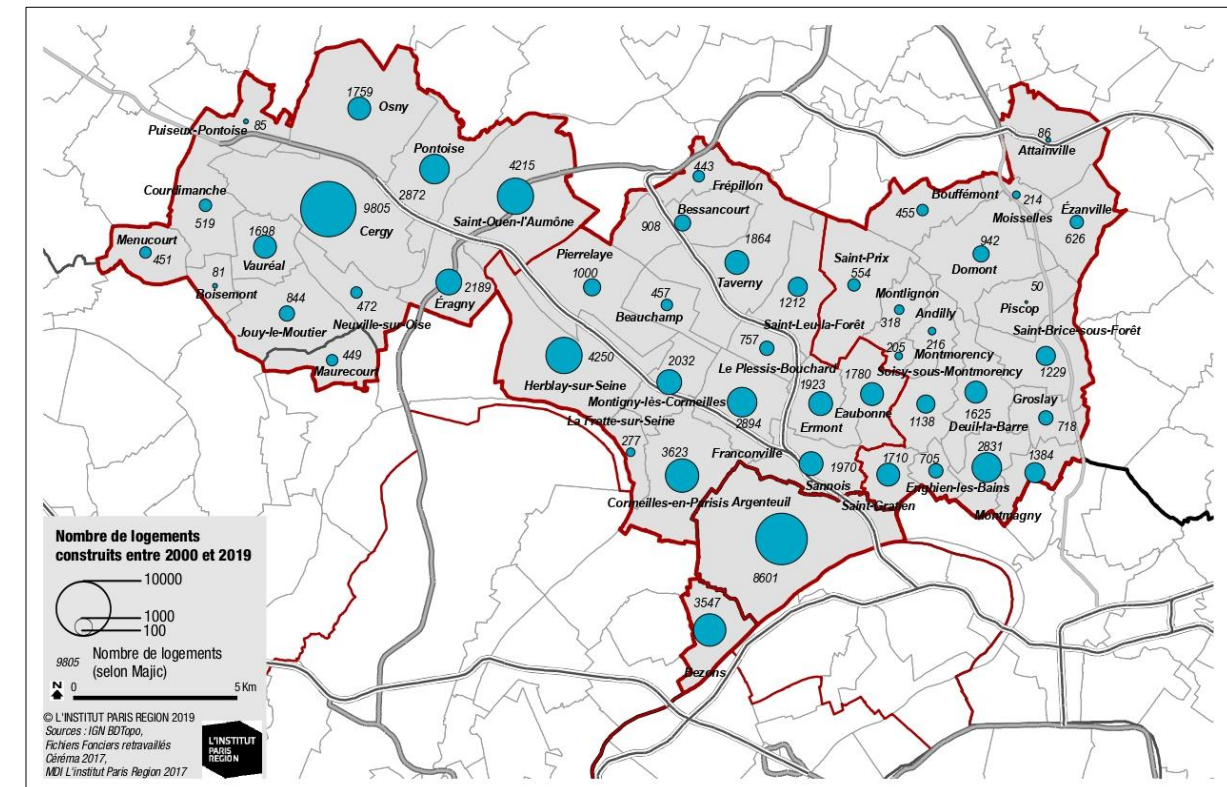 1759
Osny
Puiseux-Pontoise
85
Pontoise
2872
4215
Saint-Ouen-l'Aumône
Courdimanche
519
9805
Cergy
Menucourt
451
1698
Vauréal
81
Boisemont
844
Jouy-le-Moutier
472
Neuville-sur-Oise
Éragny
2189
449
Maurecourt
443
Frépillon
Bessancourt
908
Pierrelaye
1000
1864
Taverny
457
Beauchamp
1212
Saint-Leu-la-Forêt
757
Le Plessis-Bouchard
4250
Herblay-sur-Seine
2032
Montigny-lès-Cormeilles
La Frette-sur-Seine
277
2894
Franconville
1923
Ermont
1780
Eaubonne
3623
Cormeilles-en-Parisis
1970
Sannois
Argenteuil
8601
3547
Bezons
86
Attainville
Bouffémont
455
214
Moisselles
Ézanville
626
942
Domont
Saint-Prix
554
50
Piscop
Montlignon
318
Andilly
216
Saint-Brice-sous-Forêt
1229
205
Montmorency
Soisy-sous-Montmorency
1138
1625
Deuil-la-Barre
Groslay
718
1710
Saint-Gratien
705
Enghien-les-Bains
2831
1384
Montmagny
Nombre de logements
construits entre 2000 et 2019
10000
1000
100
9805
Nombre de logements
(selon Majic)
N
0
5 Km
© L'INSTITUT PARIS REGION 2019
Sources : IGN BDTopo,
Fichiers Fonciers retravaillés
Céréma 2017,
MDI L'institut Paris Region 2017
L'INSTITUT
PARIS
REGION